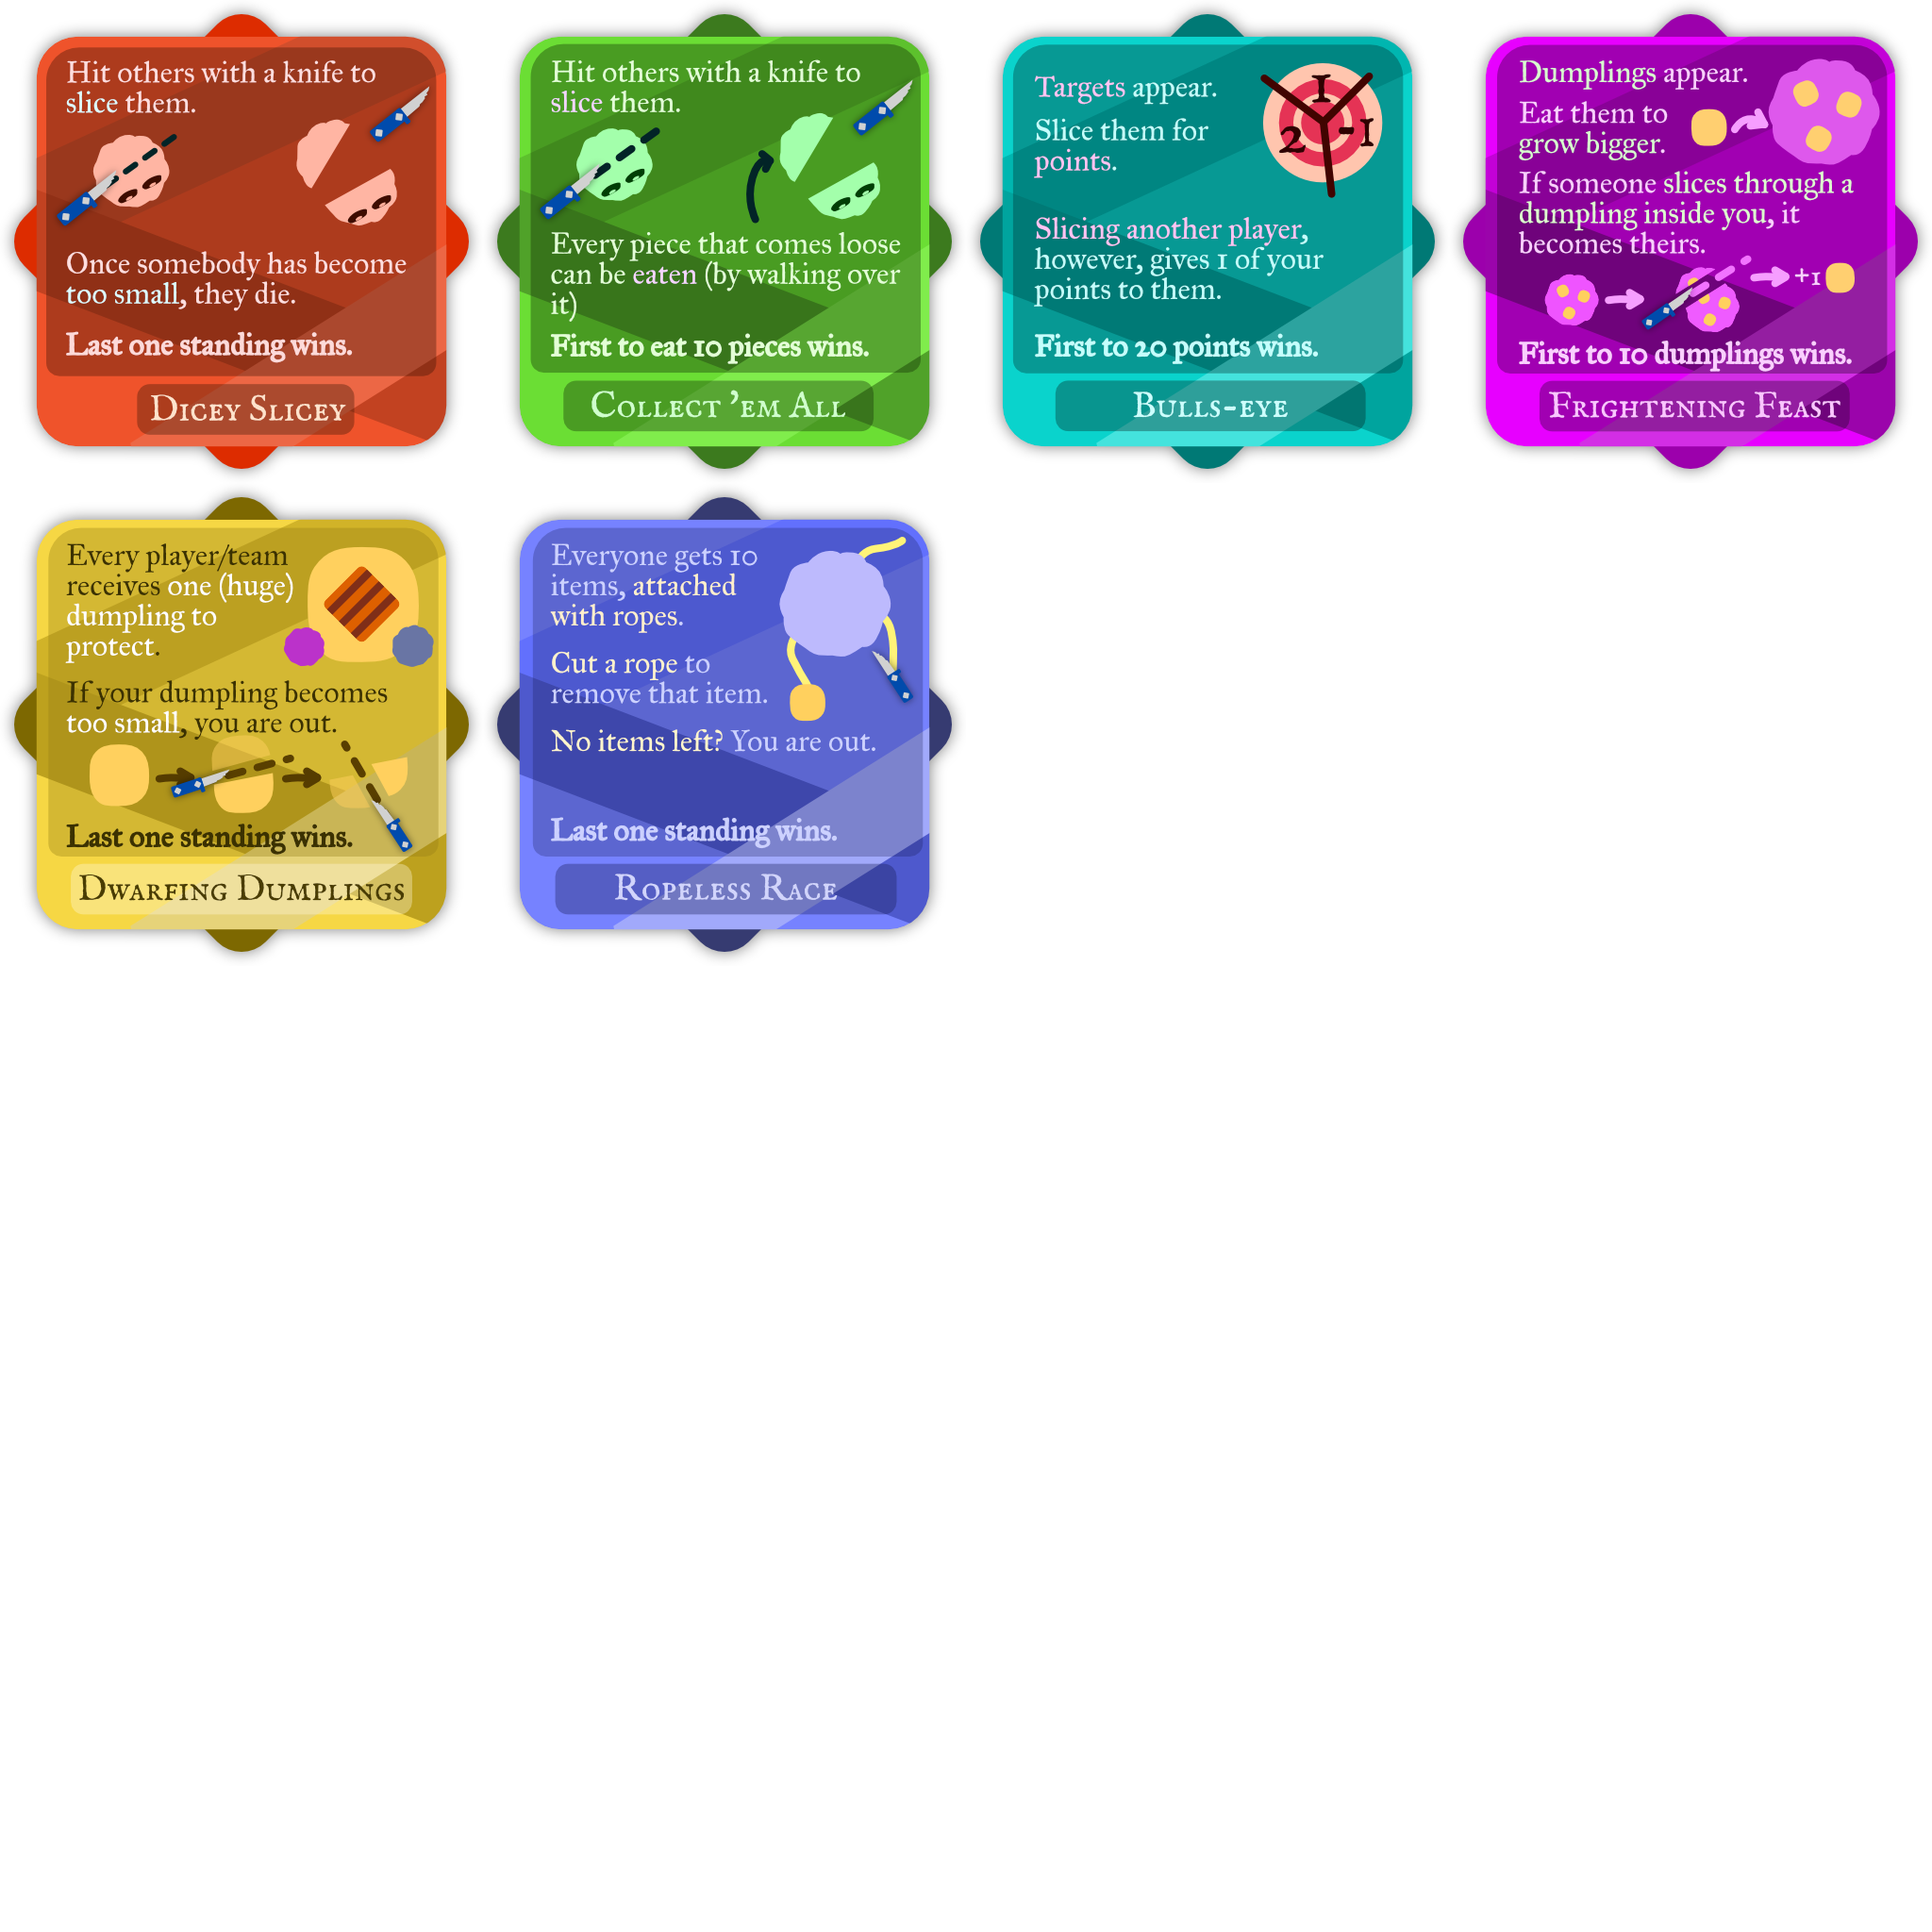 Hit others with a knife to
slice them.
Once somebody has become
too small, they die.
Last one standing wins.
Dicey Slicey
Hit others with a knife to
slice them.
Every piece that comes loose
can be eaten (by walking over
it)
First to eat 10 pieces wins.
Collect 'em All
Targets appear.
Slice them for
points.
1
2
-1
Slicing another player,
however, gives 1 of your
points to them.
First to 20 points wins.
Bulls-eye
Dumplings appear.
Eat them to
grow bigger.
If someone slices through a
dumpling inside you, it
becomes theirs.
+1
First to 10 dumplings wins.
Frightening Feast
Every player/team
receives one (huge)
dumpling to
protect.
If your dumpling becomes
too small, you are out.
Last one standing wins.
Dwarfing Dumplings
Everyone gets 10
items, attached
with ropes.
Cut a rope to
remove that item.
No items left? You are out.
Last one standing wins.
Ropeless Race